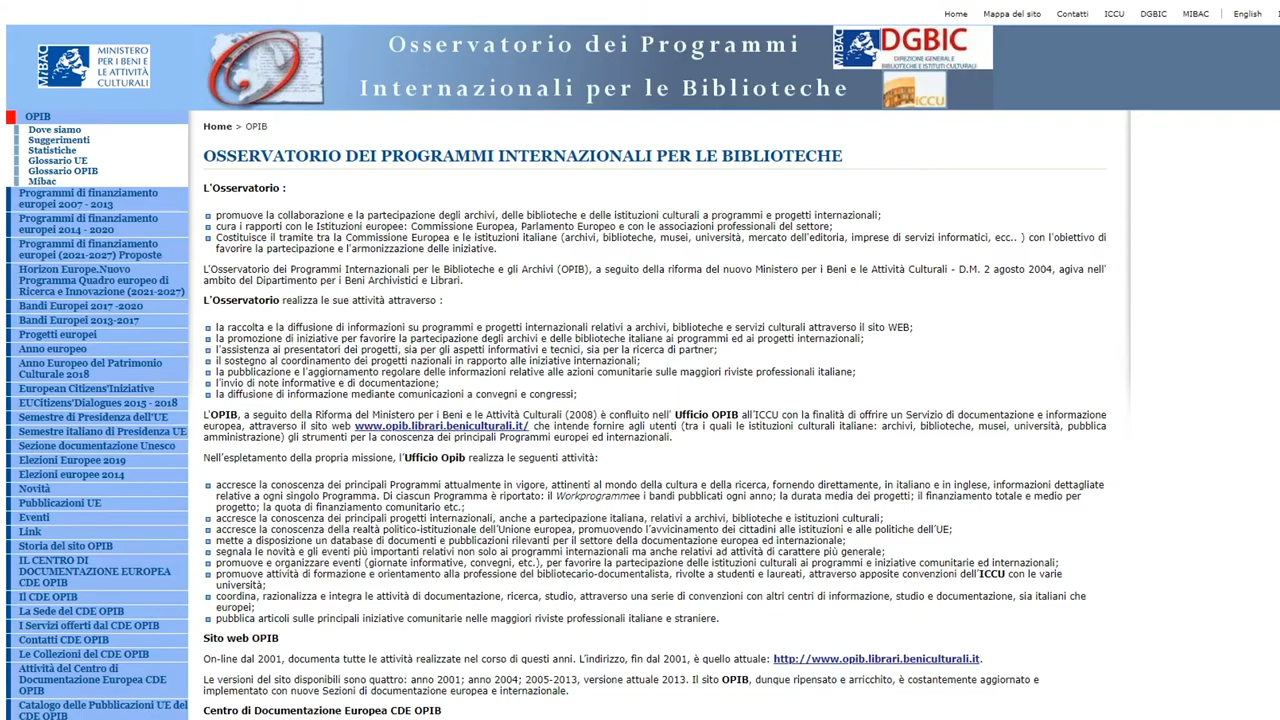 Home Mappa del sito Contatti ICCU DGBIC MIBAC | English
MiBAC
MINISTERO
PER I BENI E
LE ATTIVITÀ
CULTURALI
Osservatorio dei Programmi
Internazionali per le Biblioteche
MiBAC
DGBIC
DIREZIONE GENERALE
BIBLIOTECHE E ISTITUTI CULTURALI
ICCU
OPIB
Dove siamo
Suggerimenti
Statistiche
Glossario UE
Glossario OPIB
Mibac
Programmi di finanziamento
europei 2007 - 2013
Programmi di finanziamento
europei 2014 - 2020
Programmi di finanziamento
europei (2021-2027) Proposte
Horizon Europe.Nuovo
Programma Quadro europeo di
Ricerca e Innovazione (2021-2027)
Bandi Europei 2017 -2020
Bandi Europei 2013-2017
Progetti europei
Anno europeo
Anno Europeo del Patrimonio
Culturale 2018
European Citizens'Iniziative
EUCitizens'Dialogues 2015 - 2018
Semestre di Presidenza dell'UE
Semestre italiano di Presidenza UE
Sezione documentazione Unesco
Elezioni Europee 2019
Elezioni europee 2014
Novità
Pubblicazioni UE
Eventi
Link
Storia del sito OPIB
IL CENTRO DI
DOCUMENTAZIONE EUROPEA
CDE OPIB
Il CDE OPIB
La Sede del CDE OPIB
I Servizi offerti dal CDE OPIB
Contatti CDE OPIB
Le Collezioni del CDE OPIB
Attività del Centro di
Documentazione Europea CDE
OPIB
Catalogo delle Pubblicazioni UE del
CDE OPIB
Home > OPIB
OSSERVATORIO DEI PROGRAMMI INTERNAZIONALI PER LE BIBLIOTECHE
L'Osservatorio :
promuove la collaborazione e la partecipazione degli archivi, delle biblioteche e delle istituzioni culturali a programmi e progetti internazionali;
cura i rapporti con le Istituzioni europee: Commissione Europea, Parlamento Europeo e con le associazioni professionali del settore;
Costituisce il tramite tra la Commissione Europea e le istituzioni italiane (archivi, biblioteche, musei, università, mercato dell'editoria, imprese di servizi informatici, ecc.. ) con l'obiettivo di
favorire la partecipazione e l'armonizzazione delle iniziative.
L'Osservatorio dei Programmi Internazionali per le Biblioteche e gli Archivi (OPIB), a seguito della riforma del nuovo Ministero per i Beni e le Attività Culturali - D.M. 2 agosto 2004, agiva nell'
ambito del Dipartimento per i Beni Archivistici e Librari.
L'Osservatorio realizza le sue attività attraverso :
la raccolta e la diffusione di informazioni su programmi e progetti internazionali relativi a archivi, biblioteche e servizi culturali attraverso il sito WEB;
la promozione di iniziative per favorire la partecipazione degli archivi e delle biblioteche italiane ai programmi ed ai progetti internazionali;
l'assistenza ai presentatori dei progetti, sia per gli aspetti informativi e tecnici, sia per la ricerca di partner;
il sostegno al coordinamento dei progetti nazionali in rapporto alle iniziative internazionali;
la pubblicazione e l'aggiornamento regolare delle informazioni relative alle azioni comunitarie sulle maggiori riviste professionali italiane;
l'invio di note informative e di documentazione;
la diffusione di informazione mediante comunicazioni a convegni e congressi;
L'OPIB, a seguito della Riforma del Ministero per i Beni e le Attività Culturali (2008) è confluito nell' Ufficio OPIB all'ICCU con la finalità di offrire un Servizio di documentazione e informazione
europea, attraverso il sito web www.opib.librari.beniculturali.it/ che intende fornire agli utenti (tra i quali le istituzioni culturali italiane: archivi, biblioteche, musei, università, pubblica
amministrazione) gli strumenti per la conoscenza dei principali Programmi europei ed internazionali.
Nell'espletamento della propria missione, l'Ufficio Opib realizza le seguenti attività:
accresce la conoscenza dei principali Programmi attualmente in vigore, attinenti al mondo della cultura e della ricerca, fornendo direttamente, in italiano e in inglese, informazioni dettagliate
relative a ogni singolo Programma. Di ciascun Programma è riportato: il Workprogrammee i bandi pubblicati ogni anno; la durata media dei progetti; il finanziamento totale e medio per
progetto; la quota di finanziamento comunitario etc.;
accresce la conoscenza dei principali progetti internazionali, anche a partecipazione italiana, relativi a archivi, biblioteche e istituzioni culturali;
accresce la conoscenza della realtà politico-istituzionale dell'Unione europea, promuovendo l'avvicinamento dei cittadini alle istituzioni e alle politiche dell'UE;
mette a disposizione un database di documenti e pubblicazioni rilevanti per il settore della documentazione europea ed internazionale;
segnala le novità e gli eventi più importanti relativi non solo ai programmi internazionali ma anche relativi ad attività di carattere più generale;
promuove e organizzare eventi (giornate informative, convegni, etc.), per favorire la partecipazione delle istituzioni culturali ai programmi e iniziative comunitarie ed internazionali;
promuove attività di formazione e orientamento alla professione del bibliotecario-documentalista, rivolte a studenti e laureati, attraverso apposite convenzioni dell'ICCU con le varie
università;
coordina, razionalizza e integra le attività di documentazione, ricerca, studio, attraverso una serie di convenzioni con altri centri di informazione, studio e documentazione, sia italiani che
europei;
pubblica articoli sulle principali iniziative comunitarie nelle maggiori riviste professionali italiane e straniere.
Sito web OPIB
On-line dal 2001, documenta tutte le attività realizzate nel corso di questi anni. L'indirizzo, fin dal 2001, è quello attuale: http://www.opib.librari.beniculturali.it.
Le versioni del sito disponibili sono quattro: anno 2001; anno 2004; 2005-2013, versione attuale 2013. Il sito OPIB, dunque ripensato e arricchito, è costantemente aggiornato e
implementato con nuove Sezioni di documentazione europea e internazionale.
Centro di Documentazione Europea CDE OPIB